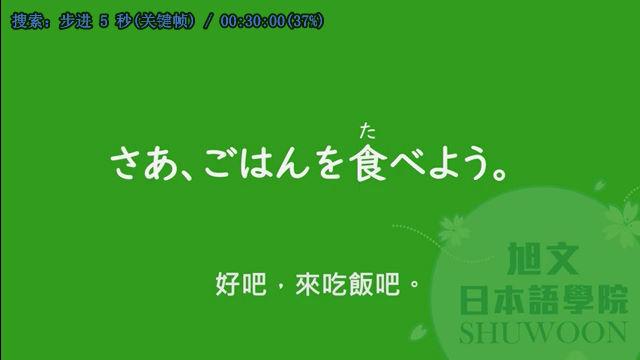 搜索: 步进 5 秒(关键帧) / 00:30:00(37%)
た
さあ、ごはんを食べよう。
好吧，來吃飯吧。
旭文
日本語學院
SHUWOON